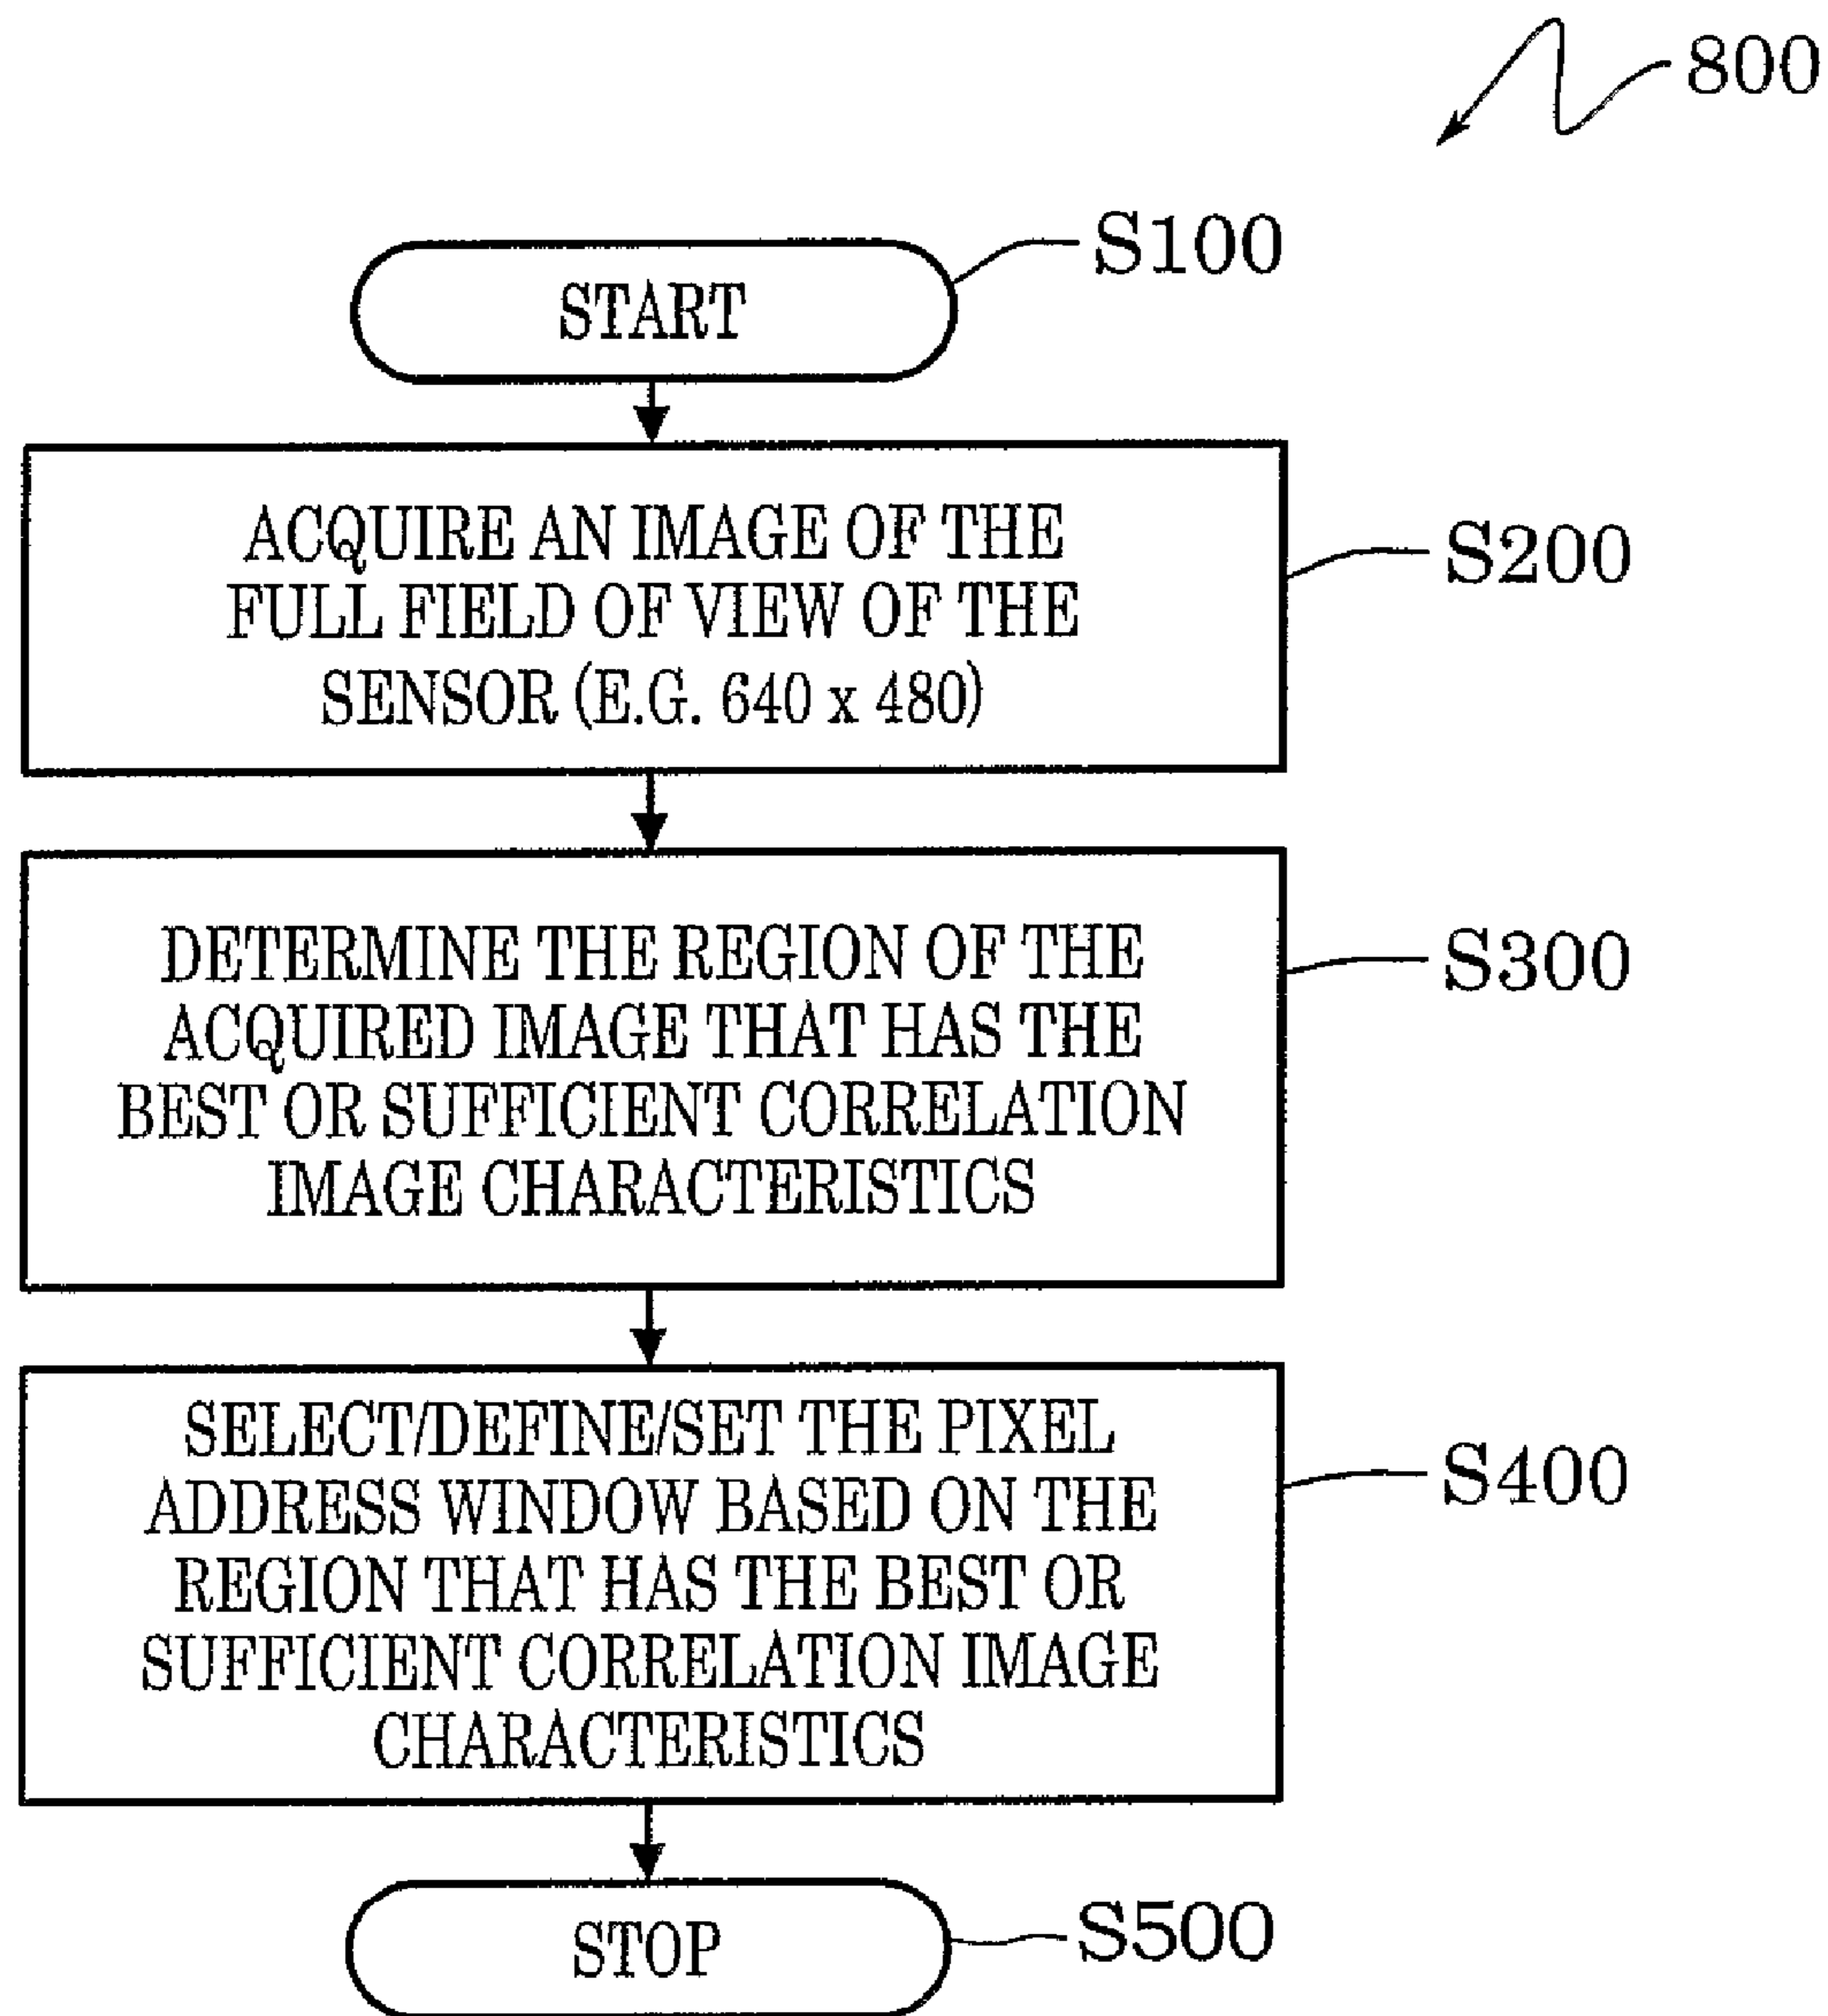 800
S100
START
ACQUIRE AN IMAGE OF THE
FULL FIELD OF VIEW OF THE
SENSOR (E.G. 640 x 480)
S200
DETERMINE THE REGION OF THE
ACQUIRED IMAGE THAT HAS THE
BEST OR SUFFICIENT CORRELATION
IMAGE CHARACTERISTICS
S300
SELECT/DEFINE/SET THE PIXEL
ADDRESS WINDOW BASED ON THE
REGION THAT HAS THE BEST OR
SUFFICIENT CORRELATION IMAGE
CHARACTERISTICS
S400
STOP
S500